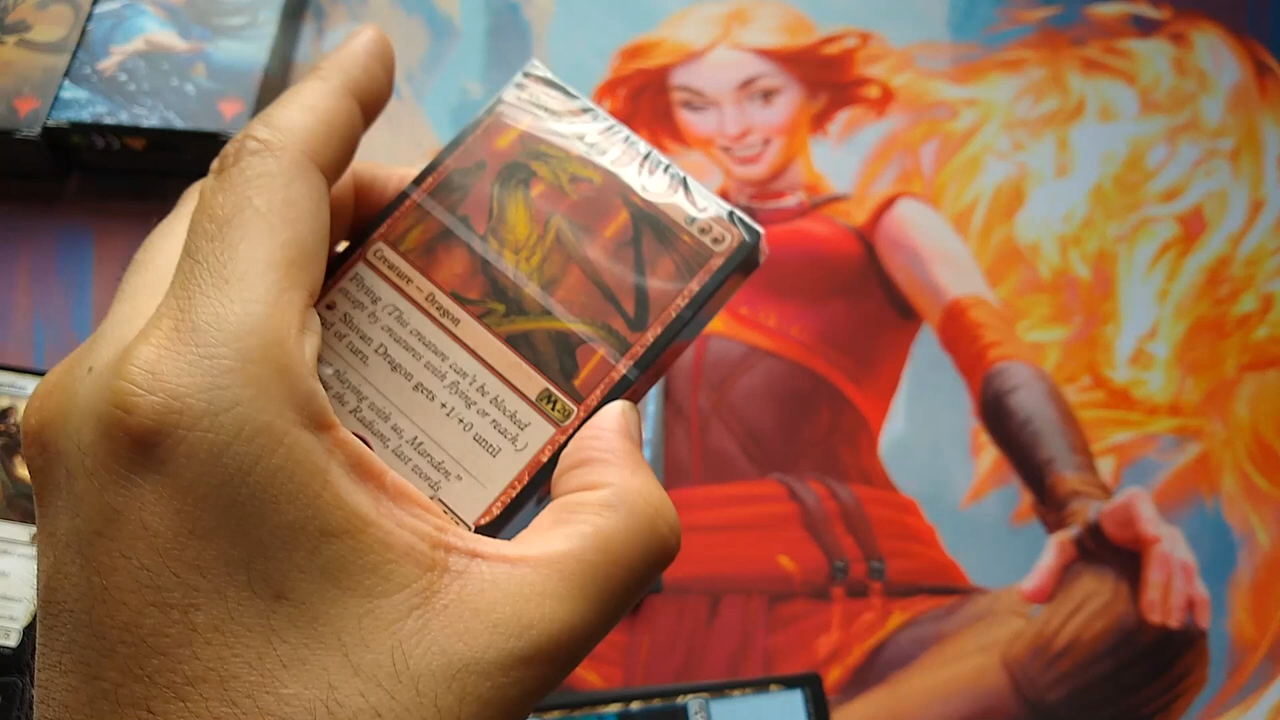 Creature — Dragon
M20
Flying (This creature can't be blocked
except by creatures with flying or reach.)
Shivan Dragon gets +1/+0 until
end of turn.
playing with us, Marsden."
the Radiant, last words